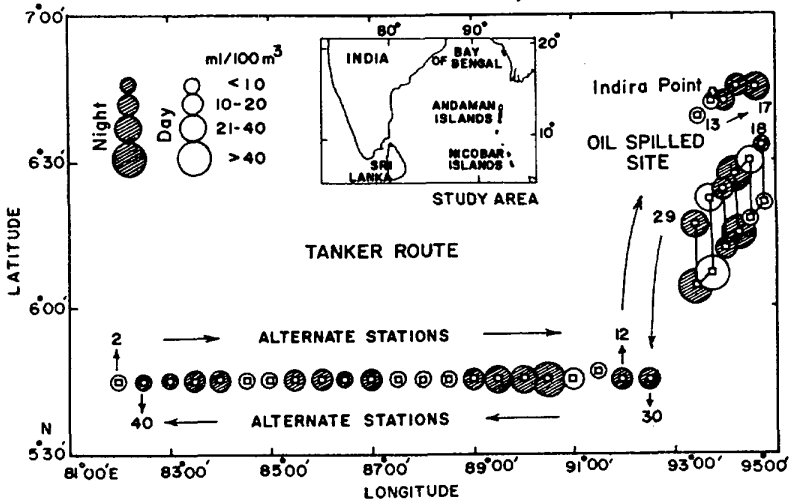 7°00'
ml/100 m³
Night
Day
<10
10-20
21-40
>40
80° 90° 20°
INDIA
BAY
OF BENGAL
ANDAMAN
ISLANDS
10°
SRI
LANKA
NICOBAR
ISLANDS
STUDY AREA
Indira Point
13
17
18
OIL SPILLED
SITE
6°30'
29
LATITUDE
TANKER ROUTE
6°00'
2
ALTERNATE STATIONS
12
40
ALTERNATE STATIONS
30
N
5°30'
81°00'E 83°00' 85°00' 87°00' 89°00' 91°00' 93°00' 95°00'
LONGITUDE